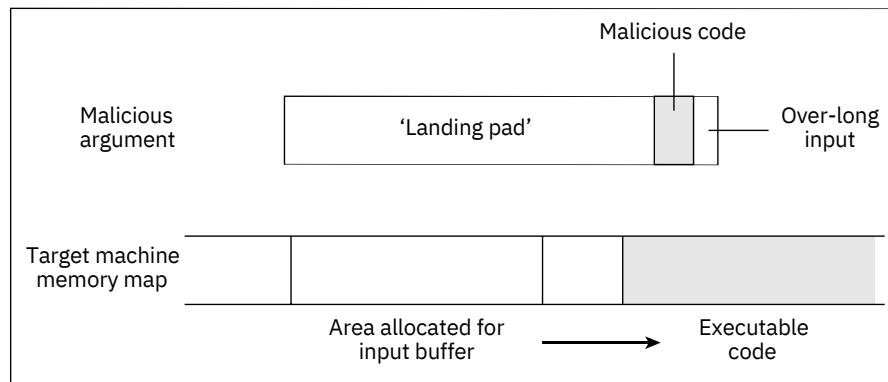 Malicious code
Malicious
argument
‘Landing pad’
Over-long
input
Target machine
memory map
Area allocated for
input buffer
Executable
code